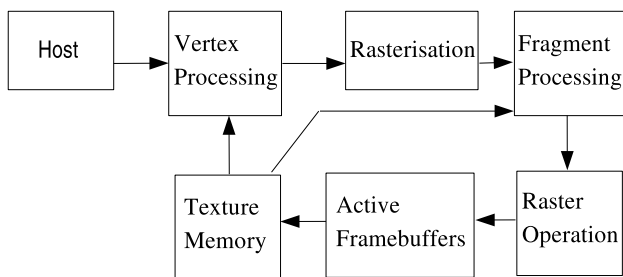 Host
Vertex
Processing
Rasterisation
Fragment
Processing
Texture
Memory
Active
Framebuffers
Raster
Operation